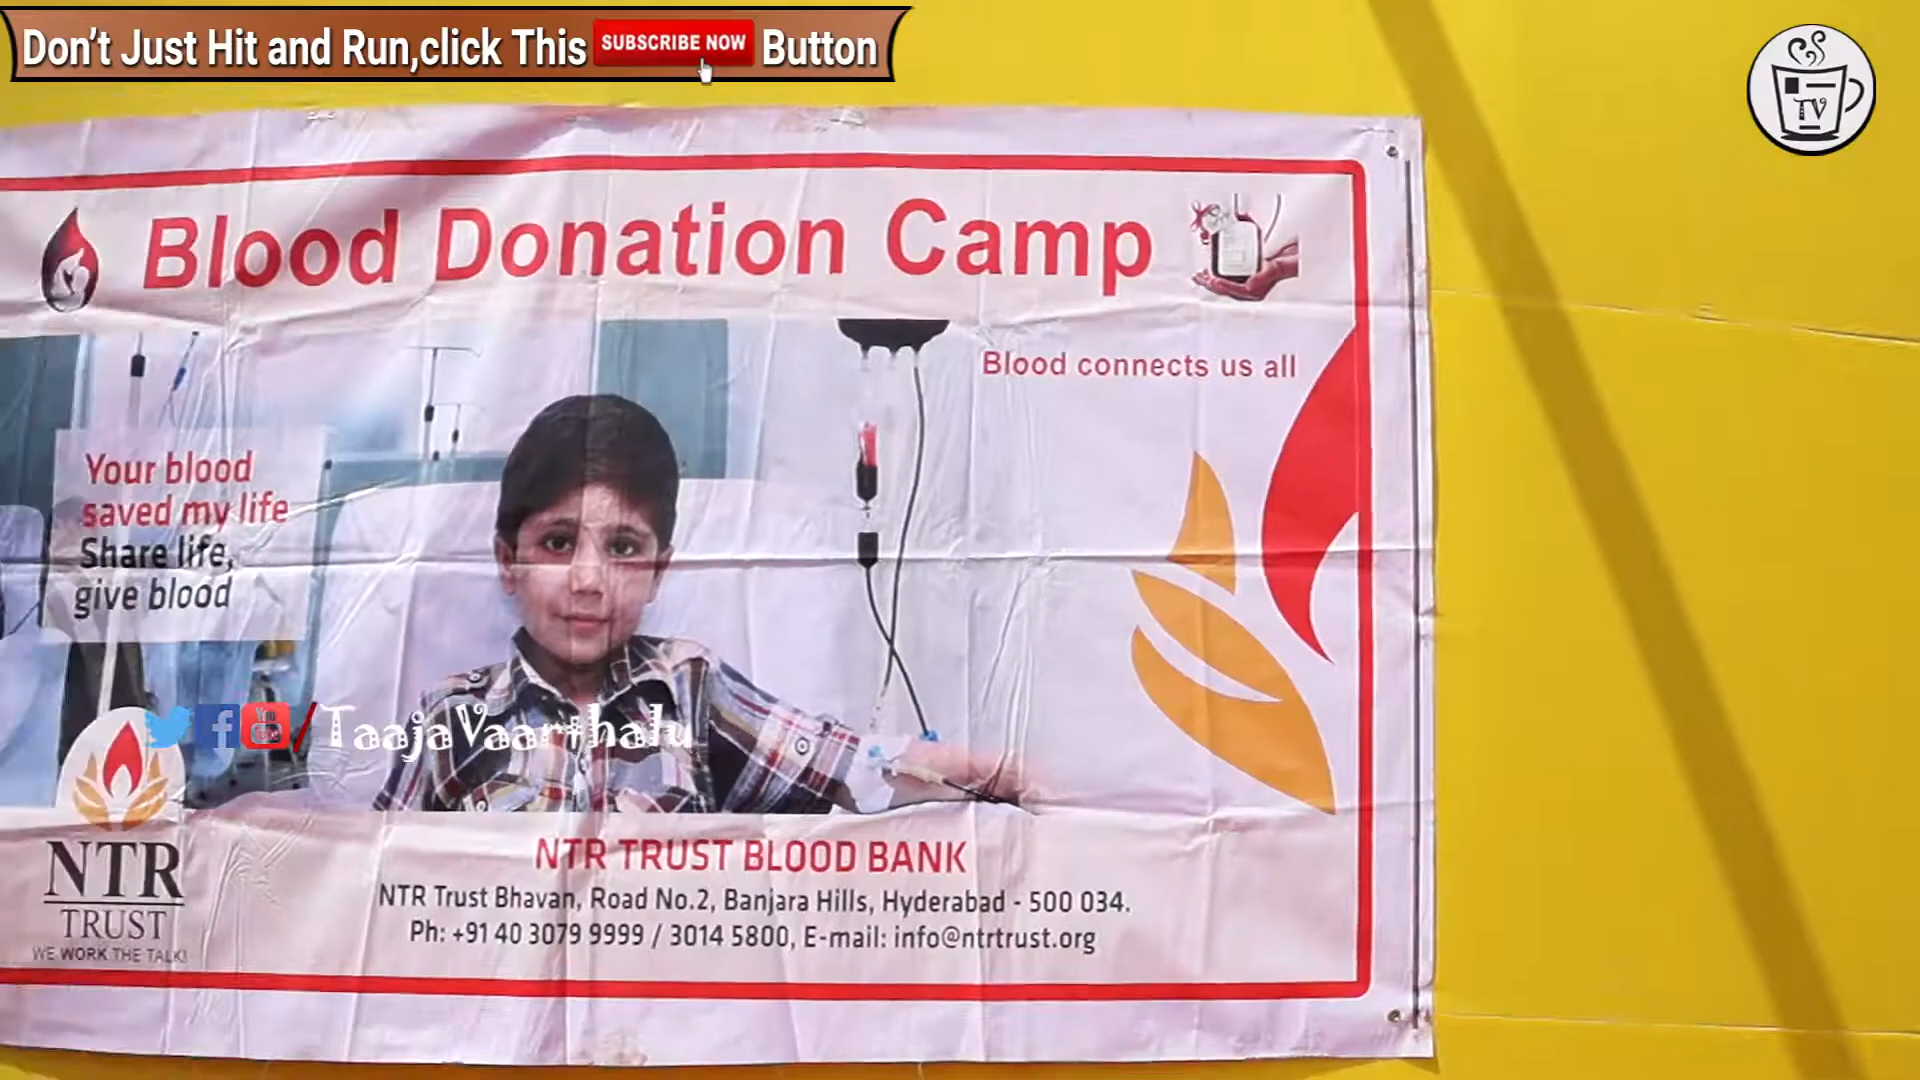 Don't Just Hit and Run,click This SUBSCRIBE NOW Button
TV
Blood Donation Camp
Blood connects us all
Your blood
saved my life
Share life,
give blood
You Tube
/TaajaVaarthalu
NTR
TRUST
WE WORK THE TALK!
NTR TRUST BLOOD BANK
NTR Trust Bhavan, Road No.2, Banjara Hills, Hyderabad - 500 034.
Ph: +91 40 3079 9999 / 3014 5800, E-mail: info@ntrtrust.org